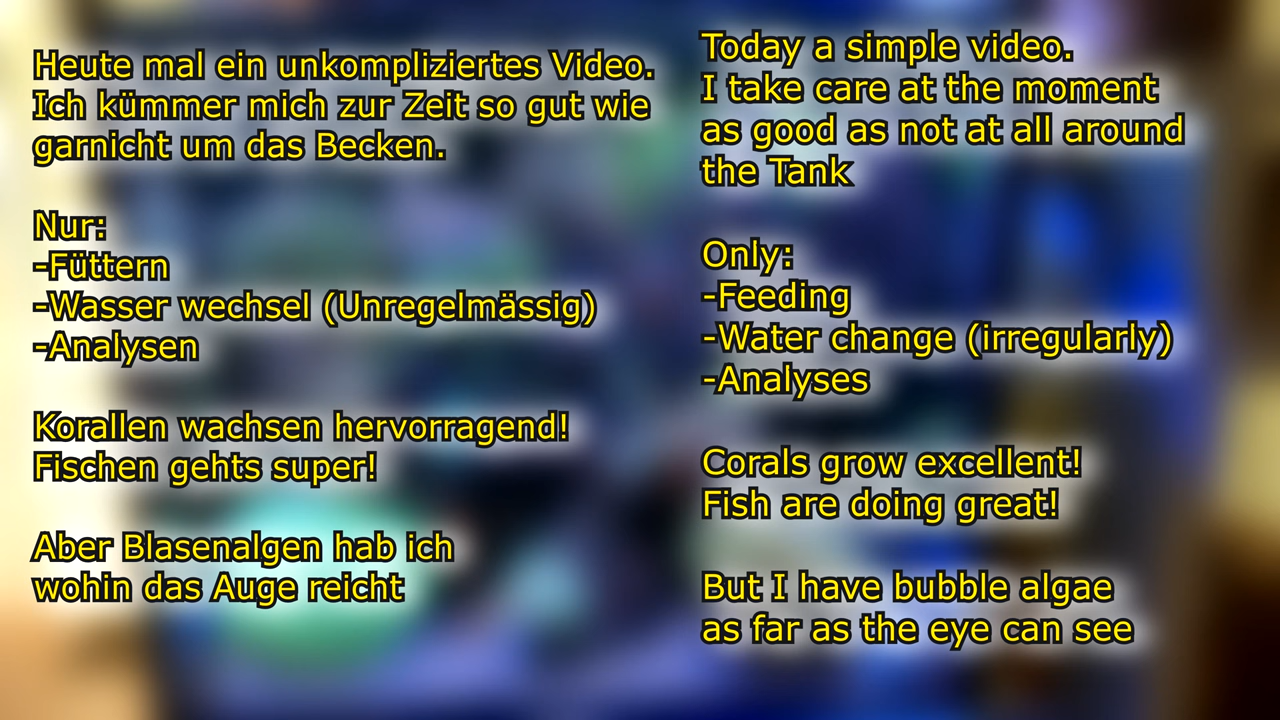 Heute mal ein unkompliziertes Video.
Ich kümmer mich zur Zeit so gut wie
garnicht um das Becken.
Nur:
-Füttern
-Wasser wechsel (Unregelmässig)
-Analysen
Korallen wachsen hervorragend!
Fischen gehts super!
Aber Blasenalgen hab ich
wohin das Auge reicht
Today a simple video.
I take care at the moment
as good as not at all around
the Tank
Only:
-Feeding
-Water change (irregularly)
-Analyses
Corals grow excellent!
Fish are doing great!
But I have bubble algae
as far as the eye can see